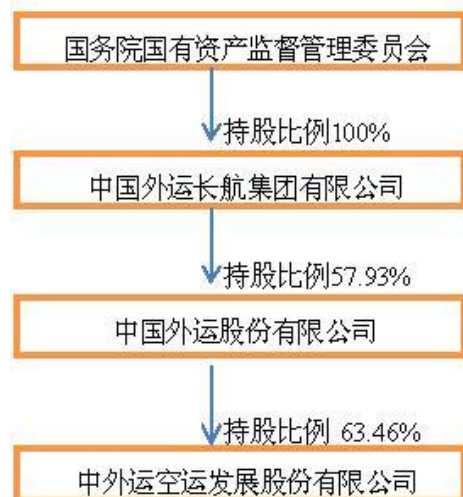 国务院国有资产监督管理委员会
持股比例100%
中国外运长航集团有限公司
持股比例57.93%
中国外运股份有限公司
持股比例 63.46%
中外运空运发展股份有限公司